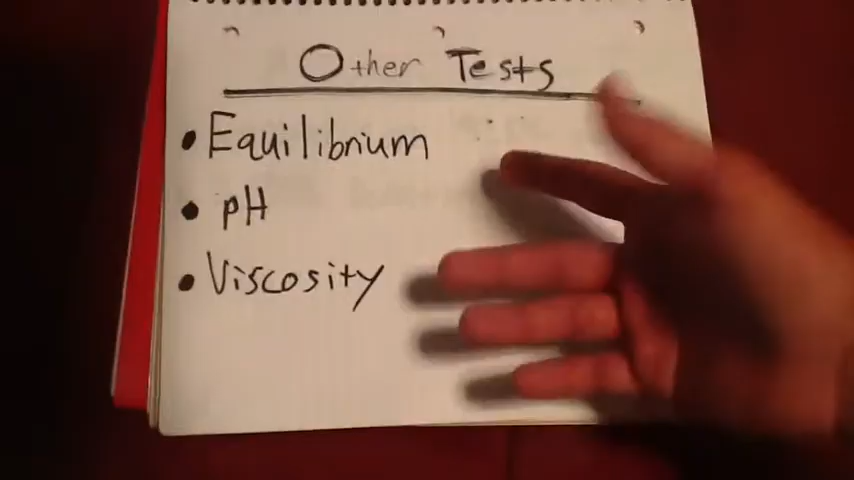 Other Tests
• Equilibrium
• pH
• Viscosity